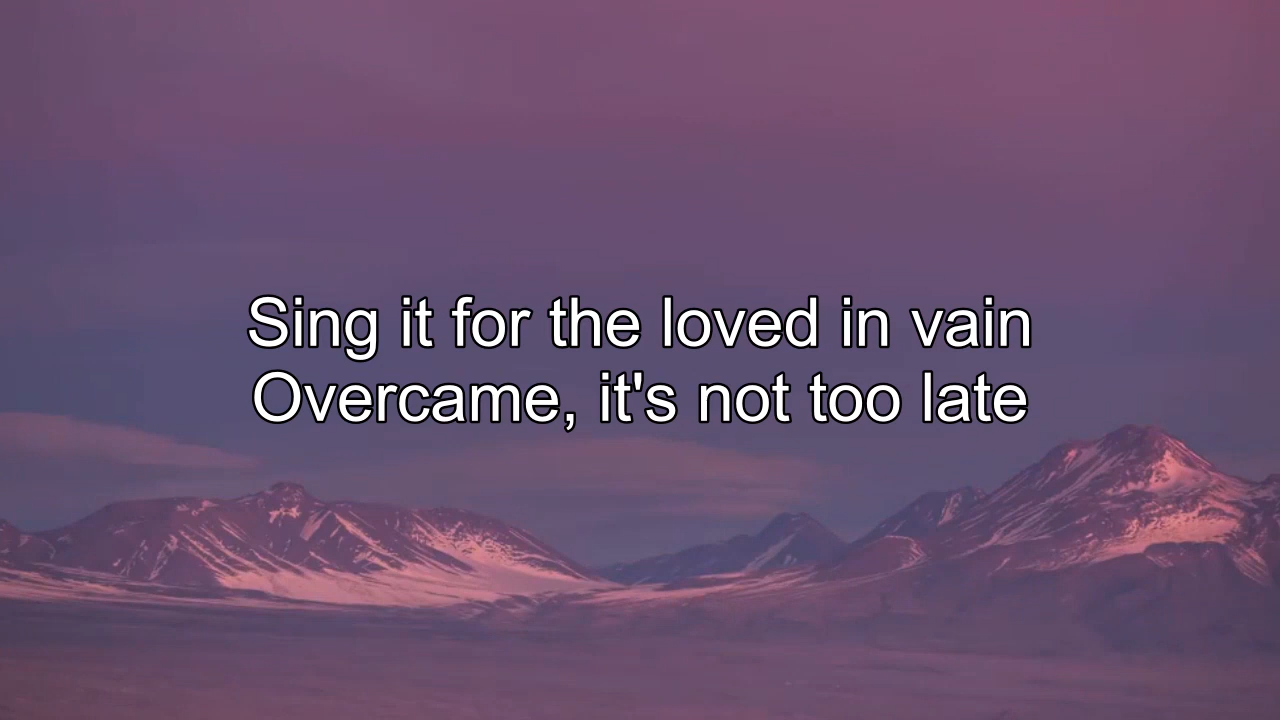 Sing it for the loved in vain
Overcame, it's not too late